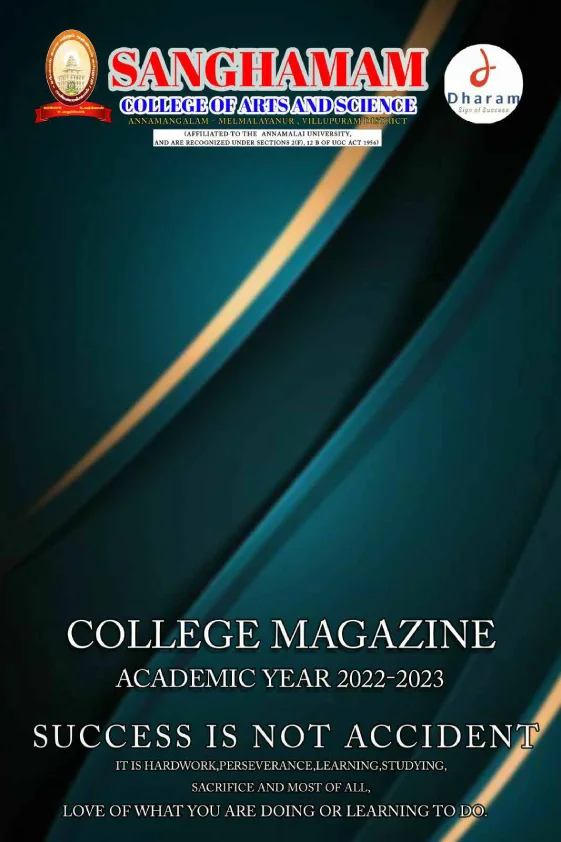 SANGHAMAM
COLLEGE OF ARTS AND SCIENCE
ANNAMANGALAM - MELMALAYANUR, VILLUPURAM DISTRICT
(AFFILIATED TO THE ANNAMALAI UNIVERSITY,
AND ARE RECOGNIZED UNDER SECTIONS 2(F), 12 B OF UGC ACT 1956)
Dharam
Sign of Success
COLLEGE MAGAZINE
ACADEMIC YEAR 2022-2023
SUCCESS IS NOT ACCIDENT
IT IS HARDWORK,PERSEVERANCE,LEARNING,STUDYING,
SACRIFICE AND MOST OF ALL,
LOVE OF WHAT YOU ARE DOING OR LEARNING TO DO.